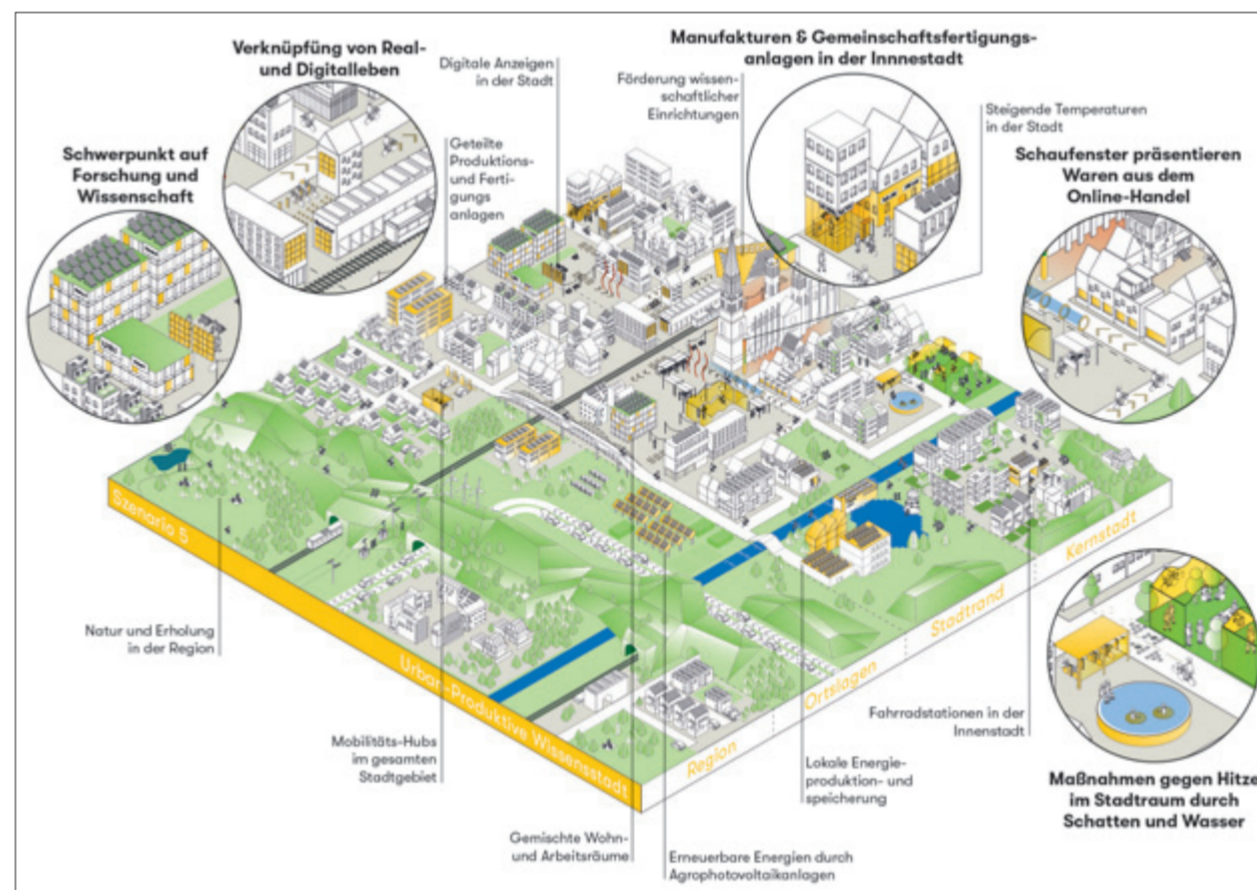 Verknüpfung von Real-
und Digitalleben
Digitale Anzeigen
in der Stadt
Manufakturen & Gemeinschaftsfertigungs-
anlagen in der Innnestadt
Förderung wissen-
schaftlicher
Einrichtungen
Steigende Temperaturen
in der Stadt
Schwerpunkt auf
Forschung und
Wissenschaft
Geteilte
Produktions-
und Ferti-
gungs
anlagen
Schaufenster präsentieren
Waren aus dem
Online-Handel
Szenario 5
Urban-Produktive Wissensstadt
Region
Ortslagen
Stadtrand
Kernstadt
Natur und Erholung
in der Region
Mobilitäts-Hubs
im gesamten
Stadtgebiet
Gemischte Wohn-
und Arbeitsräume
Erneuerbare Energien durch
Agrophotovoltaikanlagen
Lokale Energie-
produktion- und
speicherung
Fahrradstationen in der
Innenstadt
Maßnahmen gegen Hitze
im Stadtraum durch
Schatten und Wasser